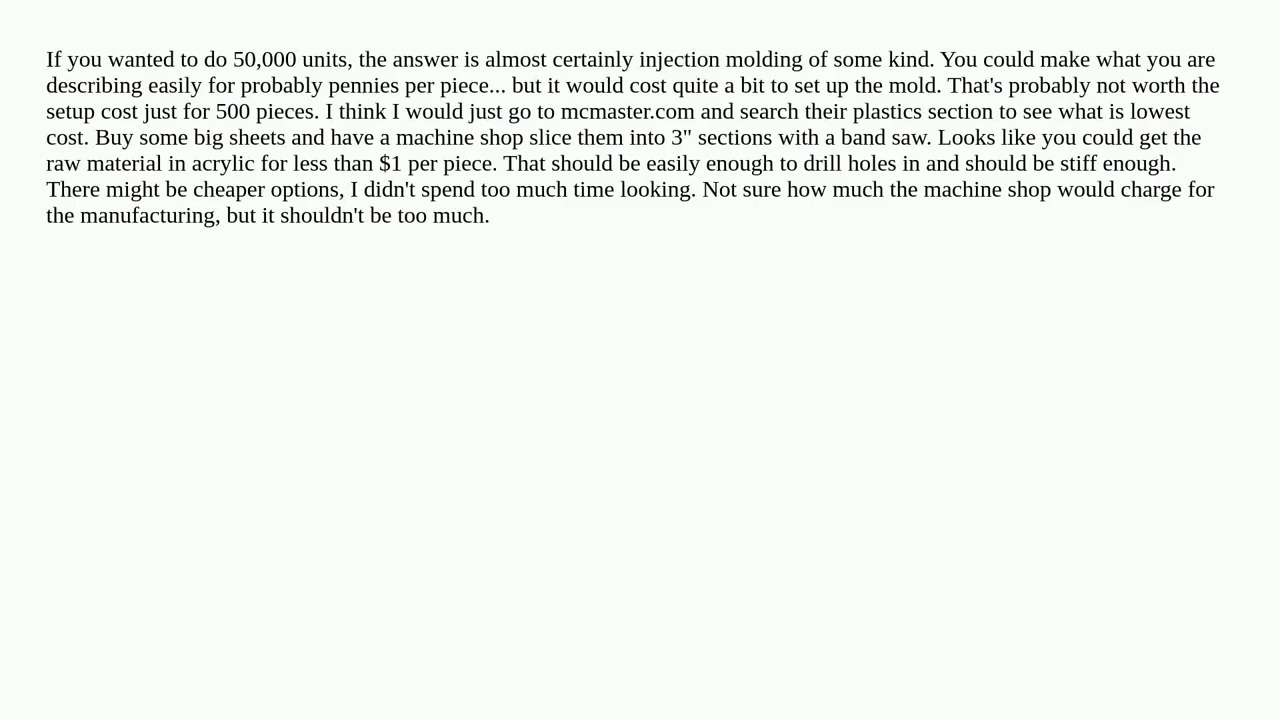 If you wanted to do 50,000 units, the answer is almost certainly injection molding of some kind. You could make what you are
describing easily for probably pennies per piece... but it would cost quite a bit to set up the mold. That's probably not worth the
setup cost just for 500 pieces. I think I would just go to mcmaster.com and search their plastics section to see what is lowest
cost. Buy some big sheets and have a machine shop slice them into 3" sections with a band saw. Looks like you could get the
raw material in acrylic for less than $1 per piece. That should be easily enough to drill holes in and should be stiff enough.
There might be cheaper options, I didn't spend too much time looking. Not sure how much the machine shop would charge for
the manufacturing, but it shouldn't be too much.